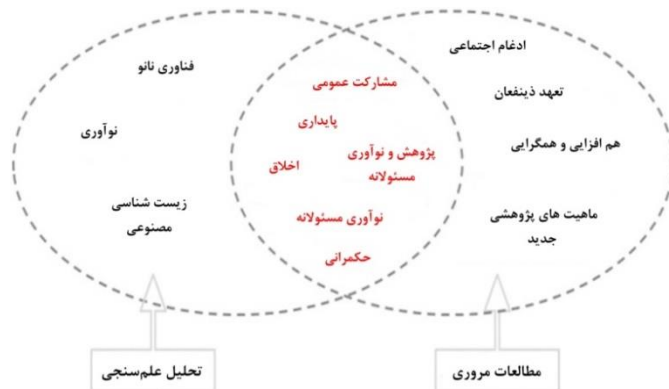 ادغام اجتماعی
تعهد ذینفعان
هم افزایی و همگرایی
ماهیت های پژوهشی
جدید
مشارکت عمومی
پایداری
پژوهش و نوآوری
مسئولانه
اخلاق
نوآوری مسئولانه
حکمرانی
فناوری نانو
نوآوری
زیست شناسی
مصنوعی
مطالعات مروری
تحلیل علم‌سنجی